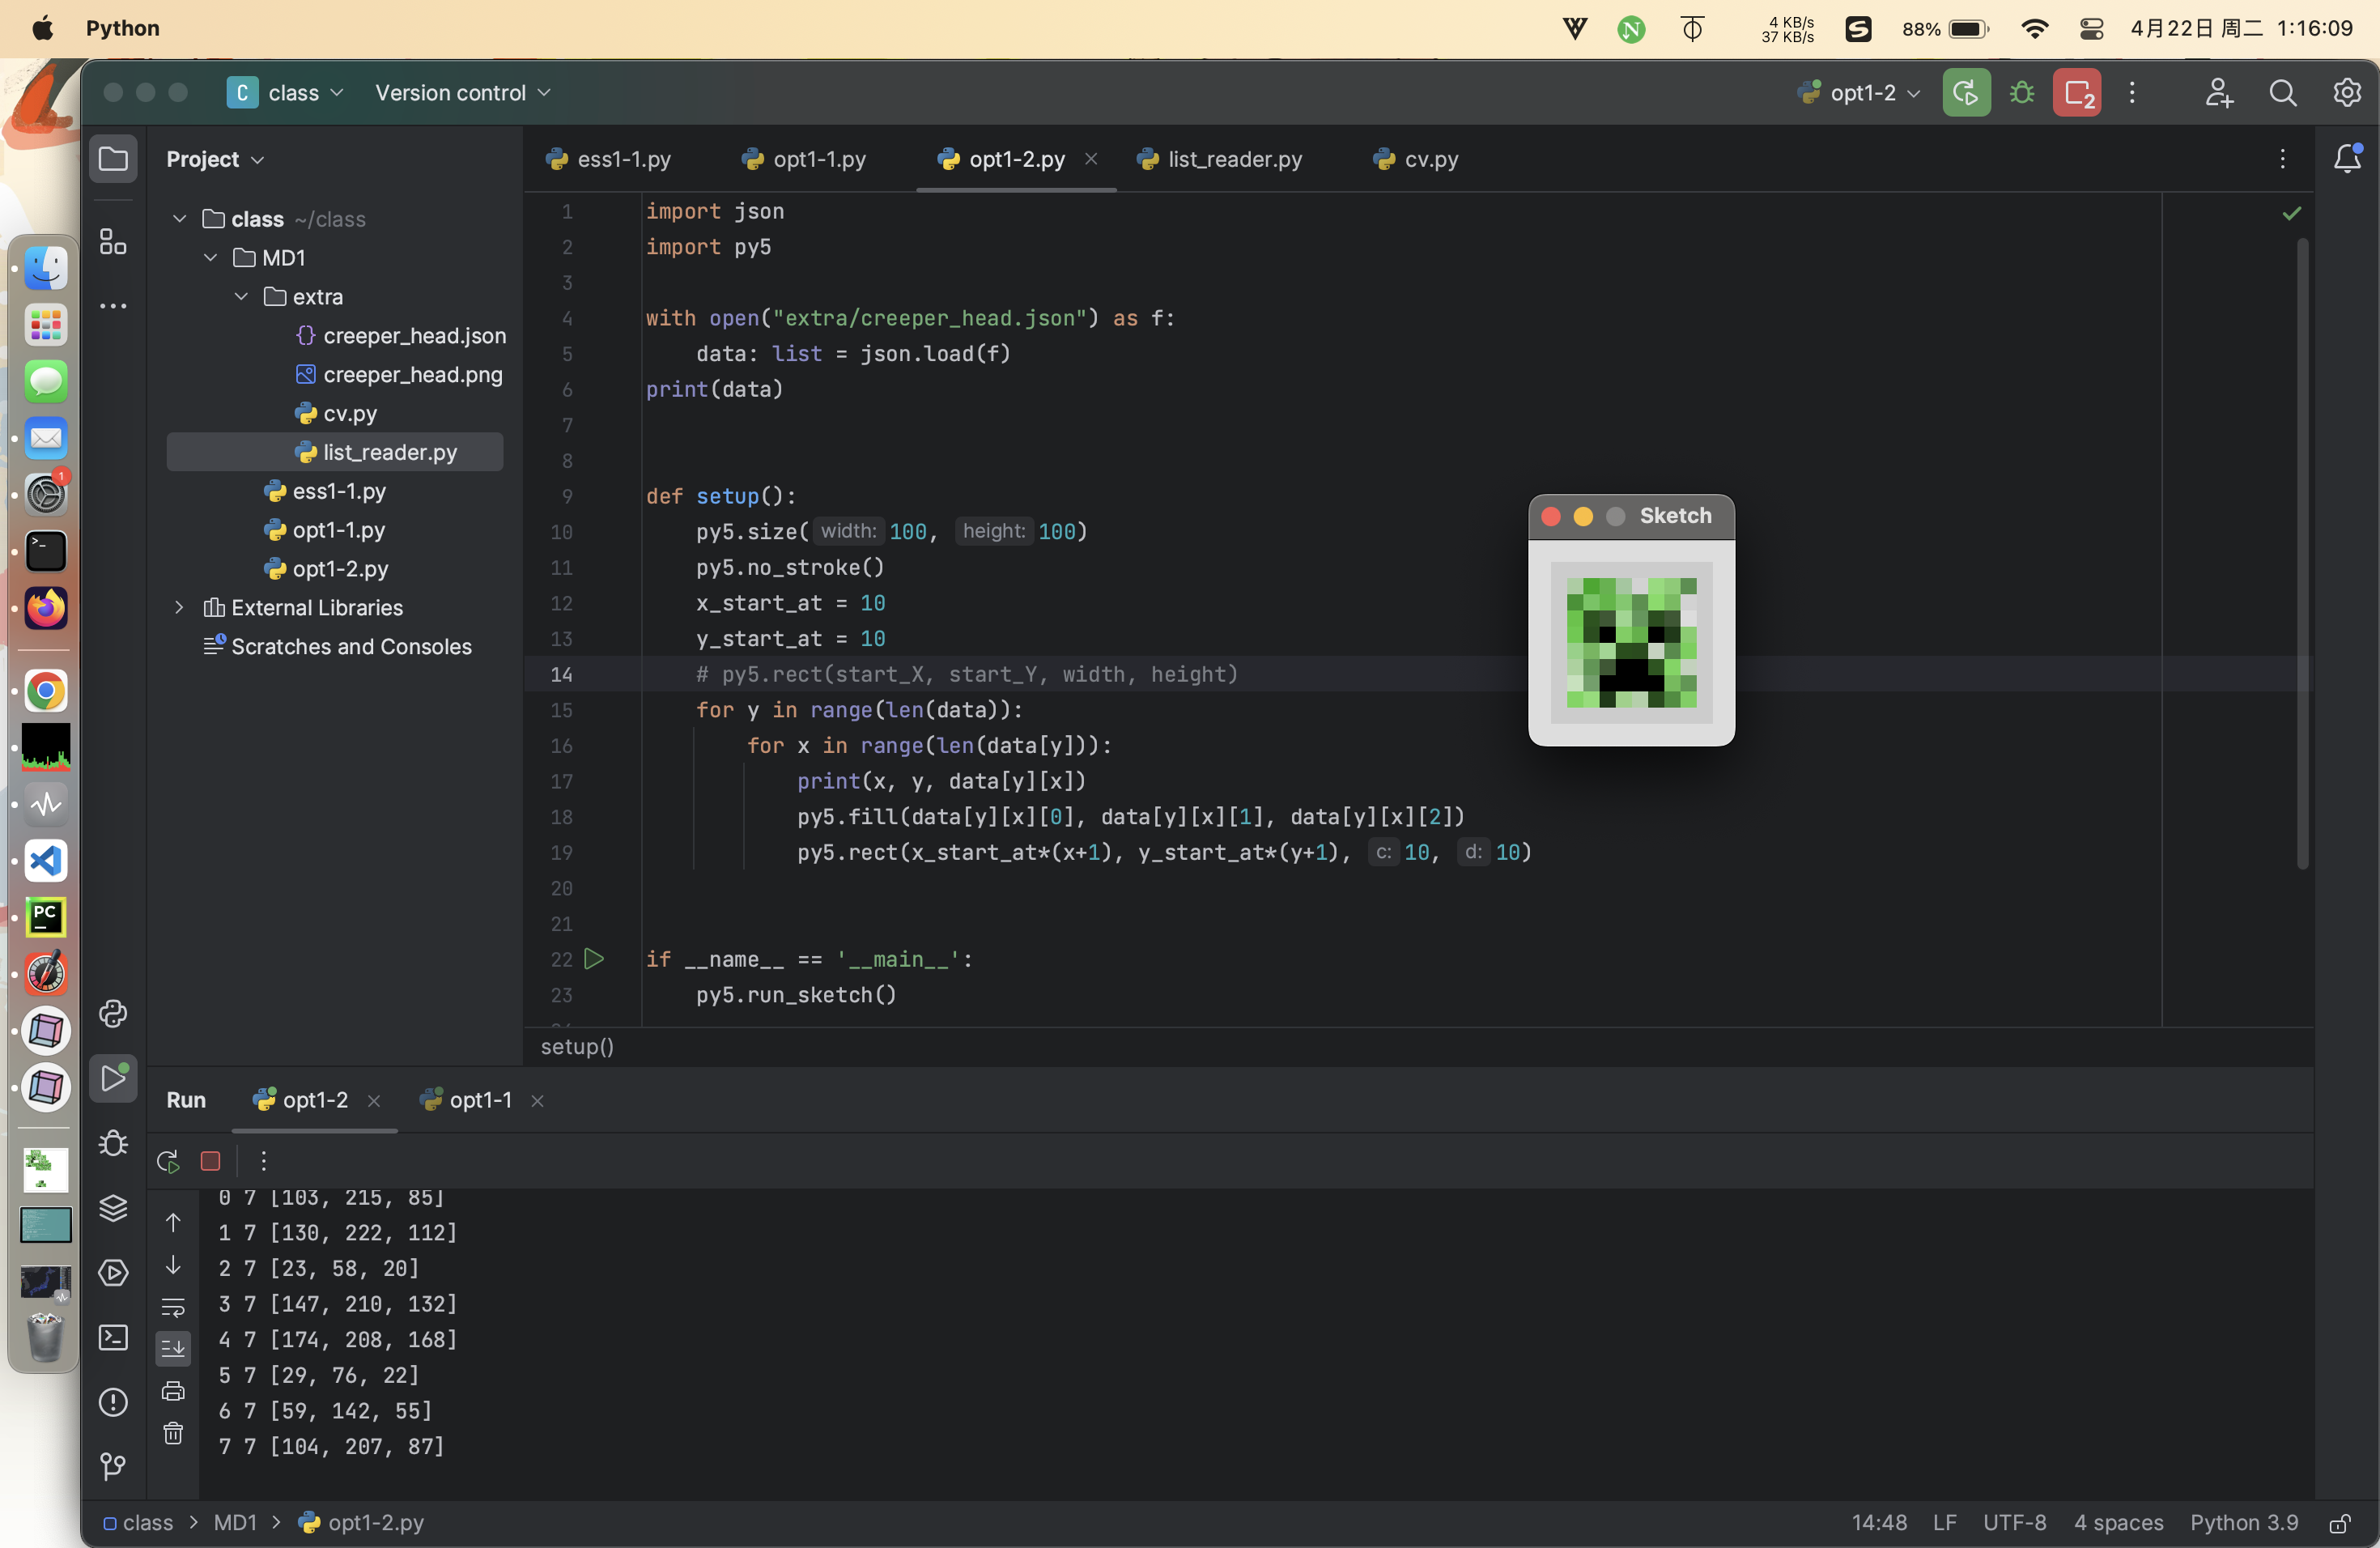 Python
4 KB/s
37 KB/s
88%
4月22日 周二 1:16:09
C class
Version control
opt1-2
2
Project
ess1-1.py
opt1-1.py
opt1-2.py
list_reader.py
cv.py
class ~/class
MD1
extra
creeper_head.json
creeper_head.png
cv.py
list_reader.py
ess1-1.py
opt1-1.py
opt1-2.py
External Libraries
Scratches and Consoles
1 import json
2 import py5
3
4 with open("extra/creeper_head.json") as f:
5 data: list = json.load(f)
6 print(data)
7
8
9 def setup():
10 py5.size( width: 100, height: 100)
11 py5.no_stroke()
12 x_start_at = 10
13 y_start_at = 10
14 # py5.rect(start_X, start_Y, width, height)
15 for y in range(len(data)):
16 for x in range(len(data[y])):
17 print(x, y, data[y][x])
18 py5.fill(data[y][x][0], data[y][x][1], data[y][x][2])
19 py5.rect(x_start_at*(x+1), y_start_at*(y+1), c: 10, d: 10)
20
21
22 if __name__ == '__main__':
23 py5.run_sketch()
Sketch
setup()
Run
opt1-2
opt1-1
0 7 [103, 215, 85]
1 7 [130, 222, 112]
2 7 [23, 58, 20]
3 7 [147, 210, 132]
4 7 [174, 208, 168]
5 7 [29, 76, 22]
6 7 [59, 142, 55]
7 7 [104, 207, 87]
class > MD1 > opt1-2.py
14:48 LF UTF-8 4 spaces Python 3.9
1
PC